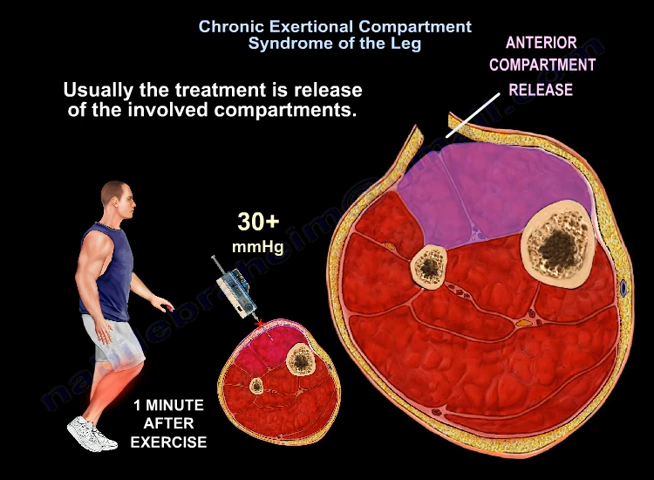 Chronic Exertional Compartment
Syndrome of the Leg
Usually the treatment is release
of the involved compartments.
ANTERIOR
COMPARTMENT
RELEASE
30+
mmHg
1 MINUTE
AFTER
EXERCISE